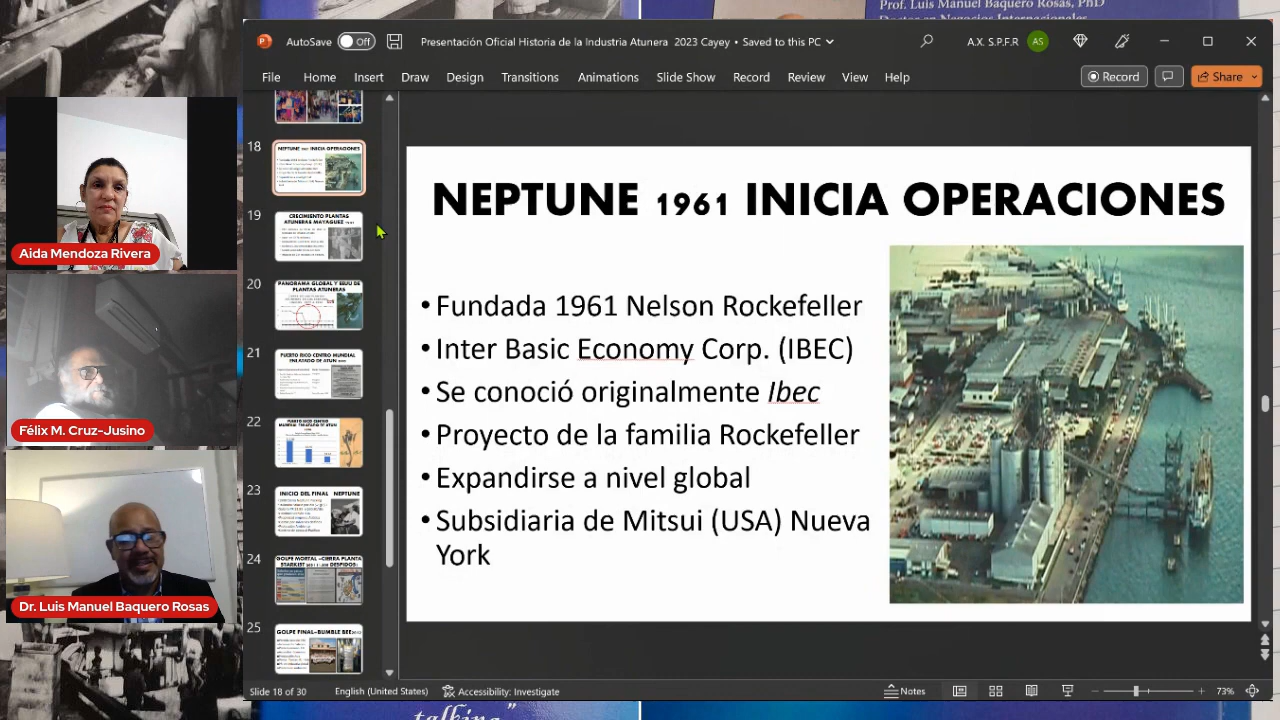 Prof. Luis Manuel Baquero Rosas, PhD
Doctor en Negocios Internacionales
AutoSave Off
Presentación Oficial Historia de la Industria Atunera 2023 Cayey • Saved to this PC
A.X. S.P.F.R AS
File Home Insert Draw Design Transitions Animations Slide Show Record Review View Help
Record
Share
18
NEPTUNE 1961 INICIA OPERACIONES
19
CRECIMIENTO PLANTAS
ATUNERAS MAYAGUEZ
20
PANORAMA GLOBAL Y EEUU DE
PLANTAS ATUNERAS
21
PUERTO RICO CENTRO MUNDIAL
ENLATADO DE ATUN
22
PUERTO RICO CENTRO
MUNDIAL ENLATADO DE ATUN
23
INICIO DEL FINAL NEPTUNE
24
GOLPE MORTAL -CIERRA PLANTA
STARKIST
25
GOLPE FINAL-BUMBLE BEE
NEPTUNE 1961 INICIA OPERACIONES
• Fundada 1961 Nelson Rockefeller
• Inter Basic Economy Corp. (IBEC)
• Se conoció originalmente Ibec
• Proyecto de la familia Rockefeller
• Expandirse a nivel global
• Subsidiaria de Mitsui (USA) Nueva
York
Aida Mendoza Rivera
Félix M. Cruz-Jusino
Dr. Luis Manuel Baquero Rosas
Slide 18 of 30
English (United States)
Accessibility: Investigate
Notes
73%
talking"